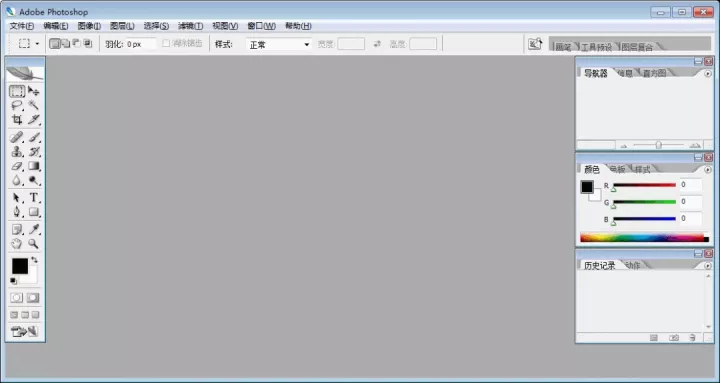 Adobe Photoshop
文件(F) 编辑(E) 图像(I) 图层(L) 选择(S) 滤镜(T) 视图(V) 窗口(W) 帮助(H)
羽化: 0 px 消除锯齿 样式: 正常 宽度: 高度: 画笔 工具预设 图层复合
导航器 信息 直方图
颜色 色板 样式
R 0
G 0
B 0
历史记录 动作
T